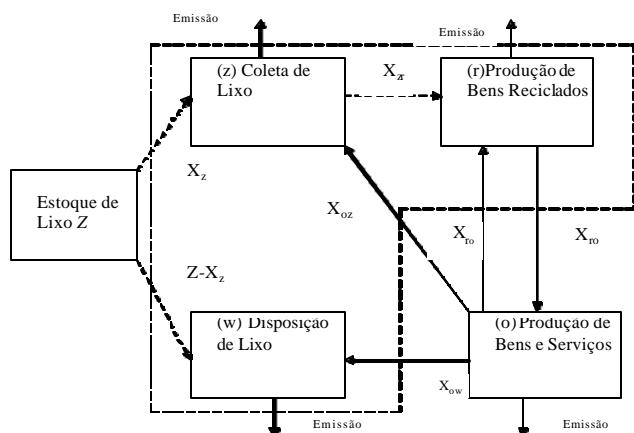 Emissão
Emissão
(z) Coleta de
Lixo
X_zr
(r)Produção de
Bens Reciclados
X_z
Estoque de
Lixo Z
X_oz
X_ro
X_ro
Z-X_z
(w) Disposição
de Lixo
(o)Produção de
Bens e Serviços
X_ow
Emissão
Emissão